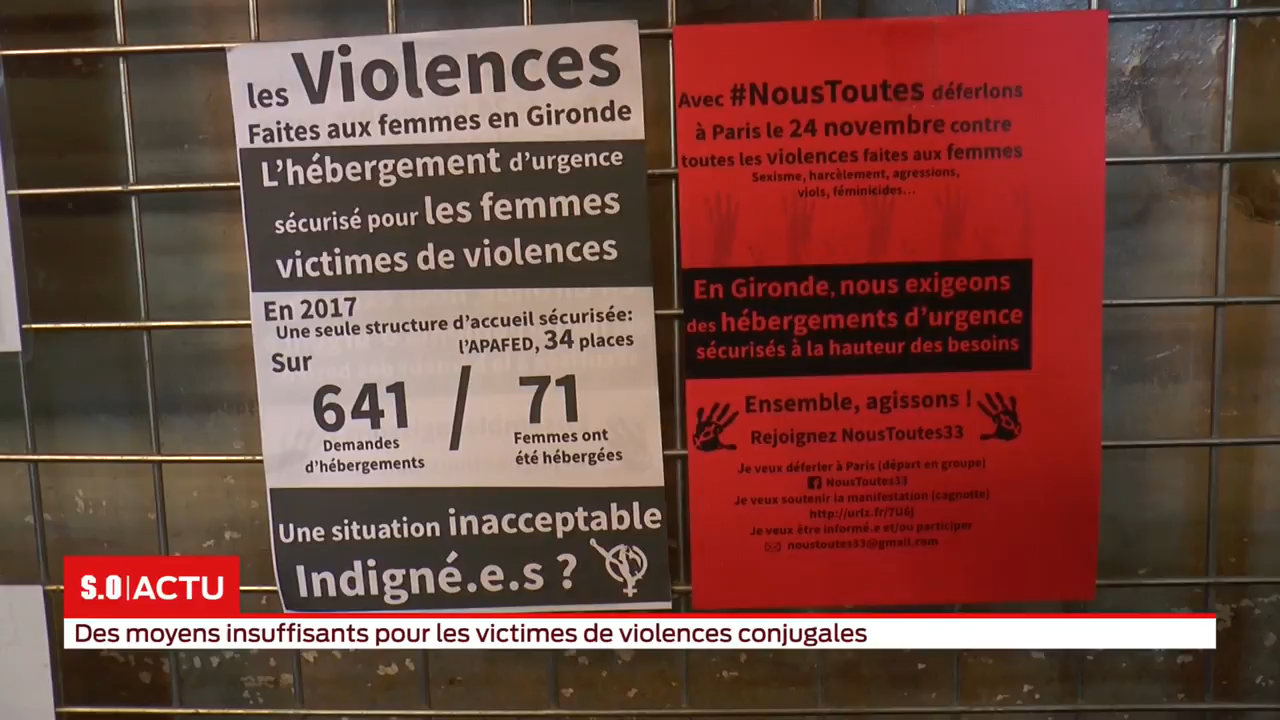 les Violences
Faites aux femmes en Gironde
L'hébergement d'urgence
sécurisé pour les femmes
victimes de violences
En 2017
Une seule structure d'accueil sécurisée:
l'APAFED, 34 places
Sur
641 / 71
Demandes
d'hébergements
Femmes ont
été hébergées
Une situation inacceptable
Indigné.e.s ?
Avec #NousToutes déferlons
à Paris le 24 novembre contre
toutes les violences faites aux femmes
Sexisme, harcèlement, agressions,
viols, féminicides...
En Gironde, nous exigeons
des hébergements d'urgence
sécurisés à la hauteur des besoins
Ensemble, agissons !
Rejoignez NousToutes33
Je veux déferler à Paris (départ en groupe)
NousToutes33
Je veux soutenir la manifestation (cagnotte)
http://urlz.fr/7U6j
Je veux être informé.e et/ou participer
noustoutes33@gmail.com
S.O|ACTU
Des moyens insuffisants pour les victimes de violences conjugales